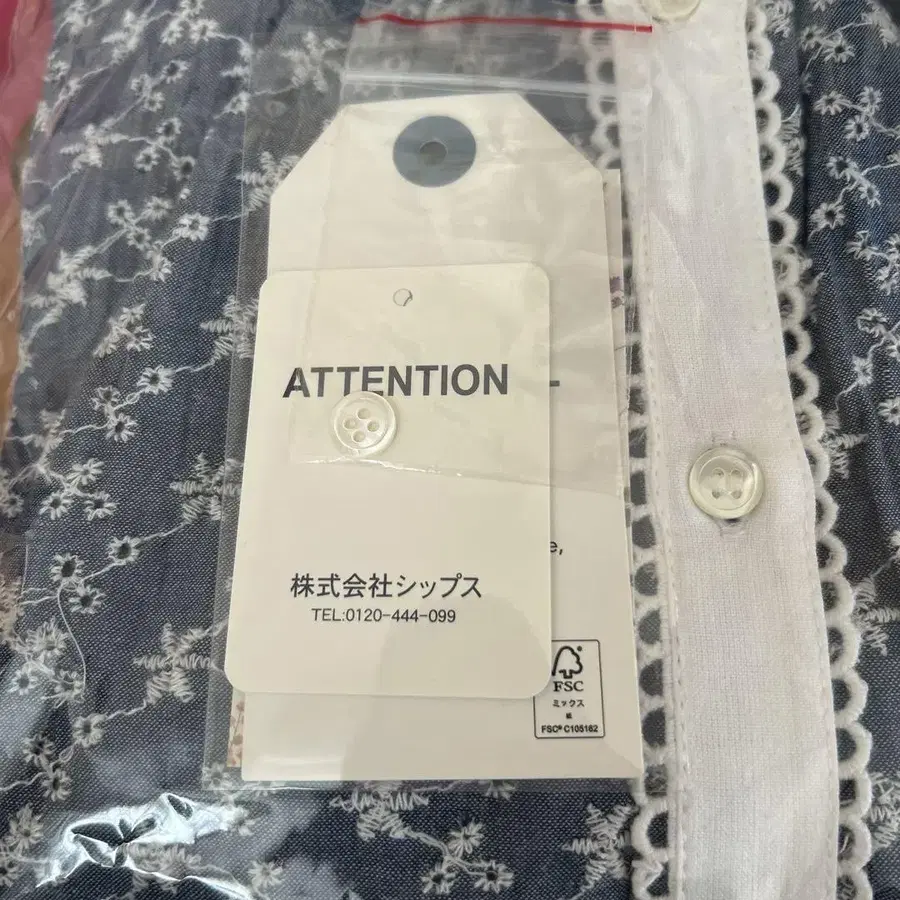 ATTENTION
-
e,
株式会社シップス
TEL:0120-444-099
FSC
ミックス
紙
FSC® C105162